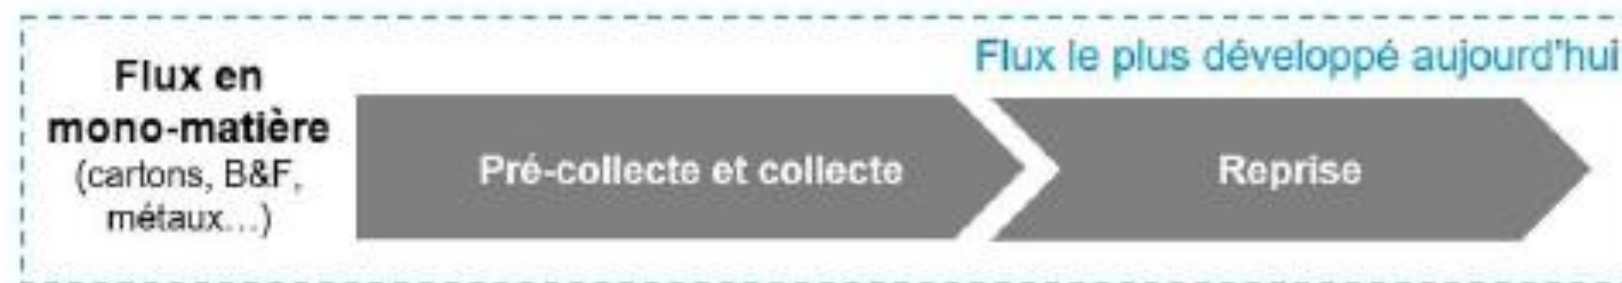 Flux le plus développé aujourd'hui
Flux en
mono-matière
(cartons, B&F,
métaux…)
Pré-collecte et collecte
Reprise